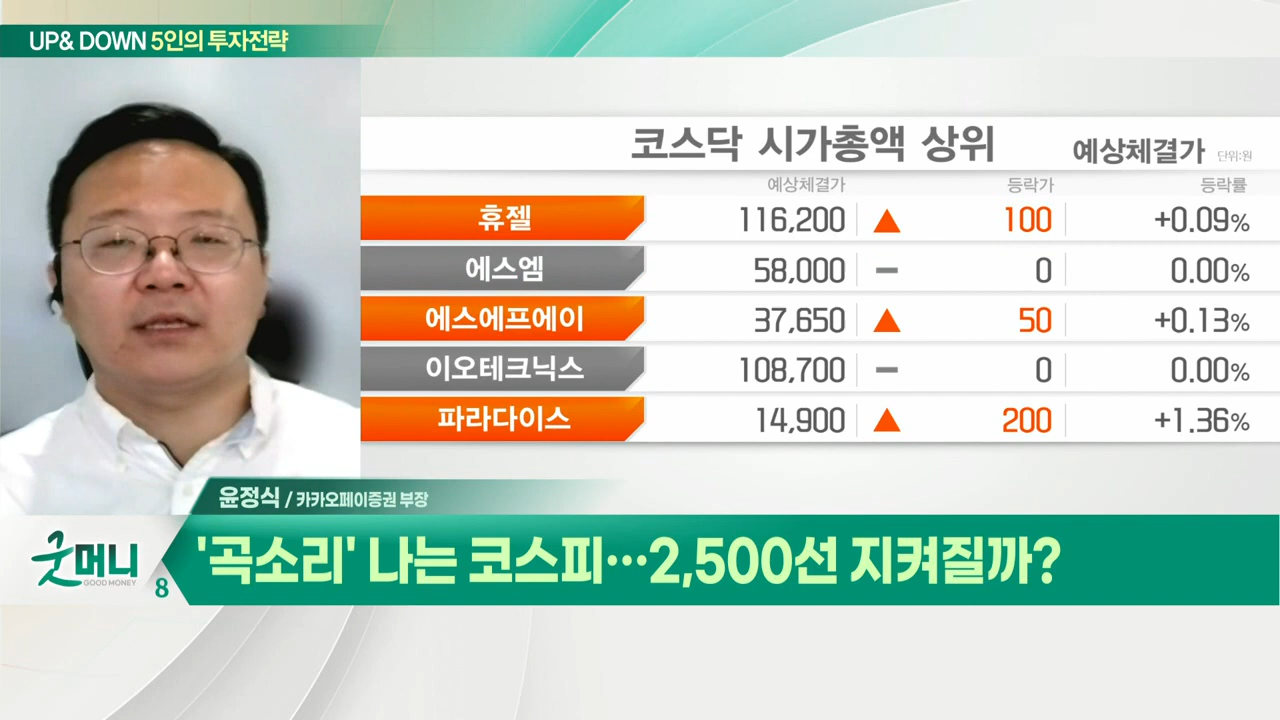 UP& DOWN 5인의 투자전략
코스닥 시가총액 상위 예상체결가 단위:원
예상체결가 등락가 등락률
휴젤 116,200 ▲ 100 +0.09%
에스엠 58,000 - 0 0.00%
에스에프에이 37,650 ▲ 50 +0.13%
이오테크닉스 108,700 - 0 0.00%
파라다이스 14,900 ▲ 200 +1.36%
윤정식 / 카카오페이증권 부장
굿머니
GOOD MONEY
8
'곡소리' 나는 코스피…2,500선 지켜질까?